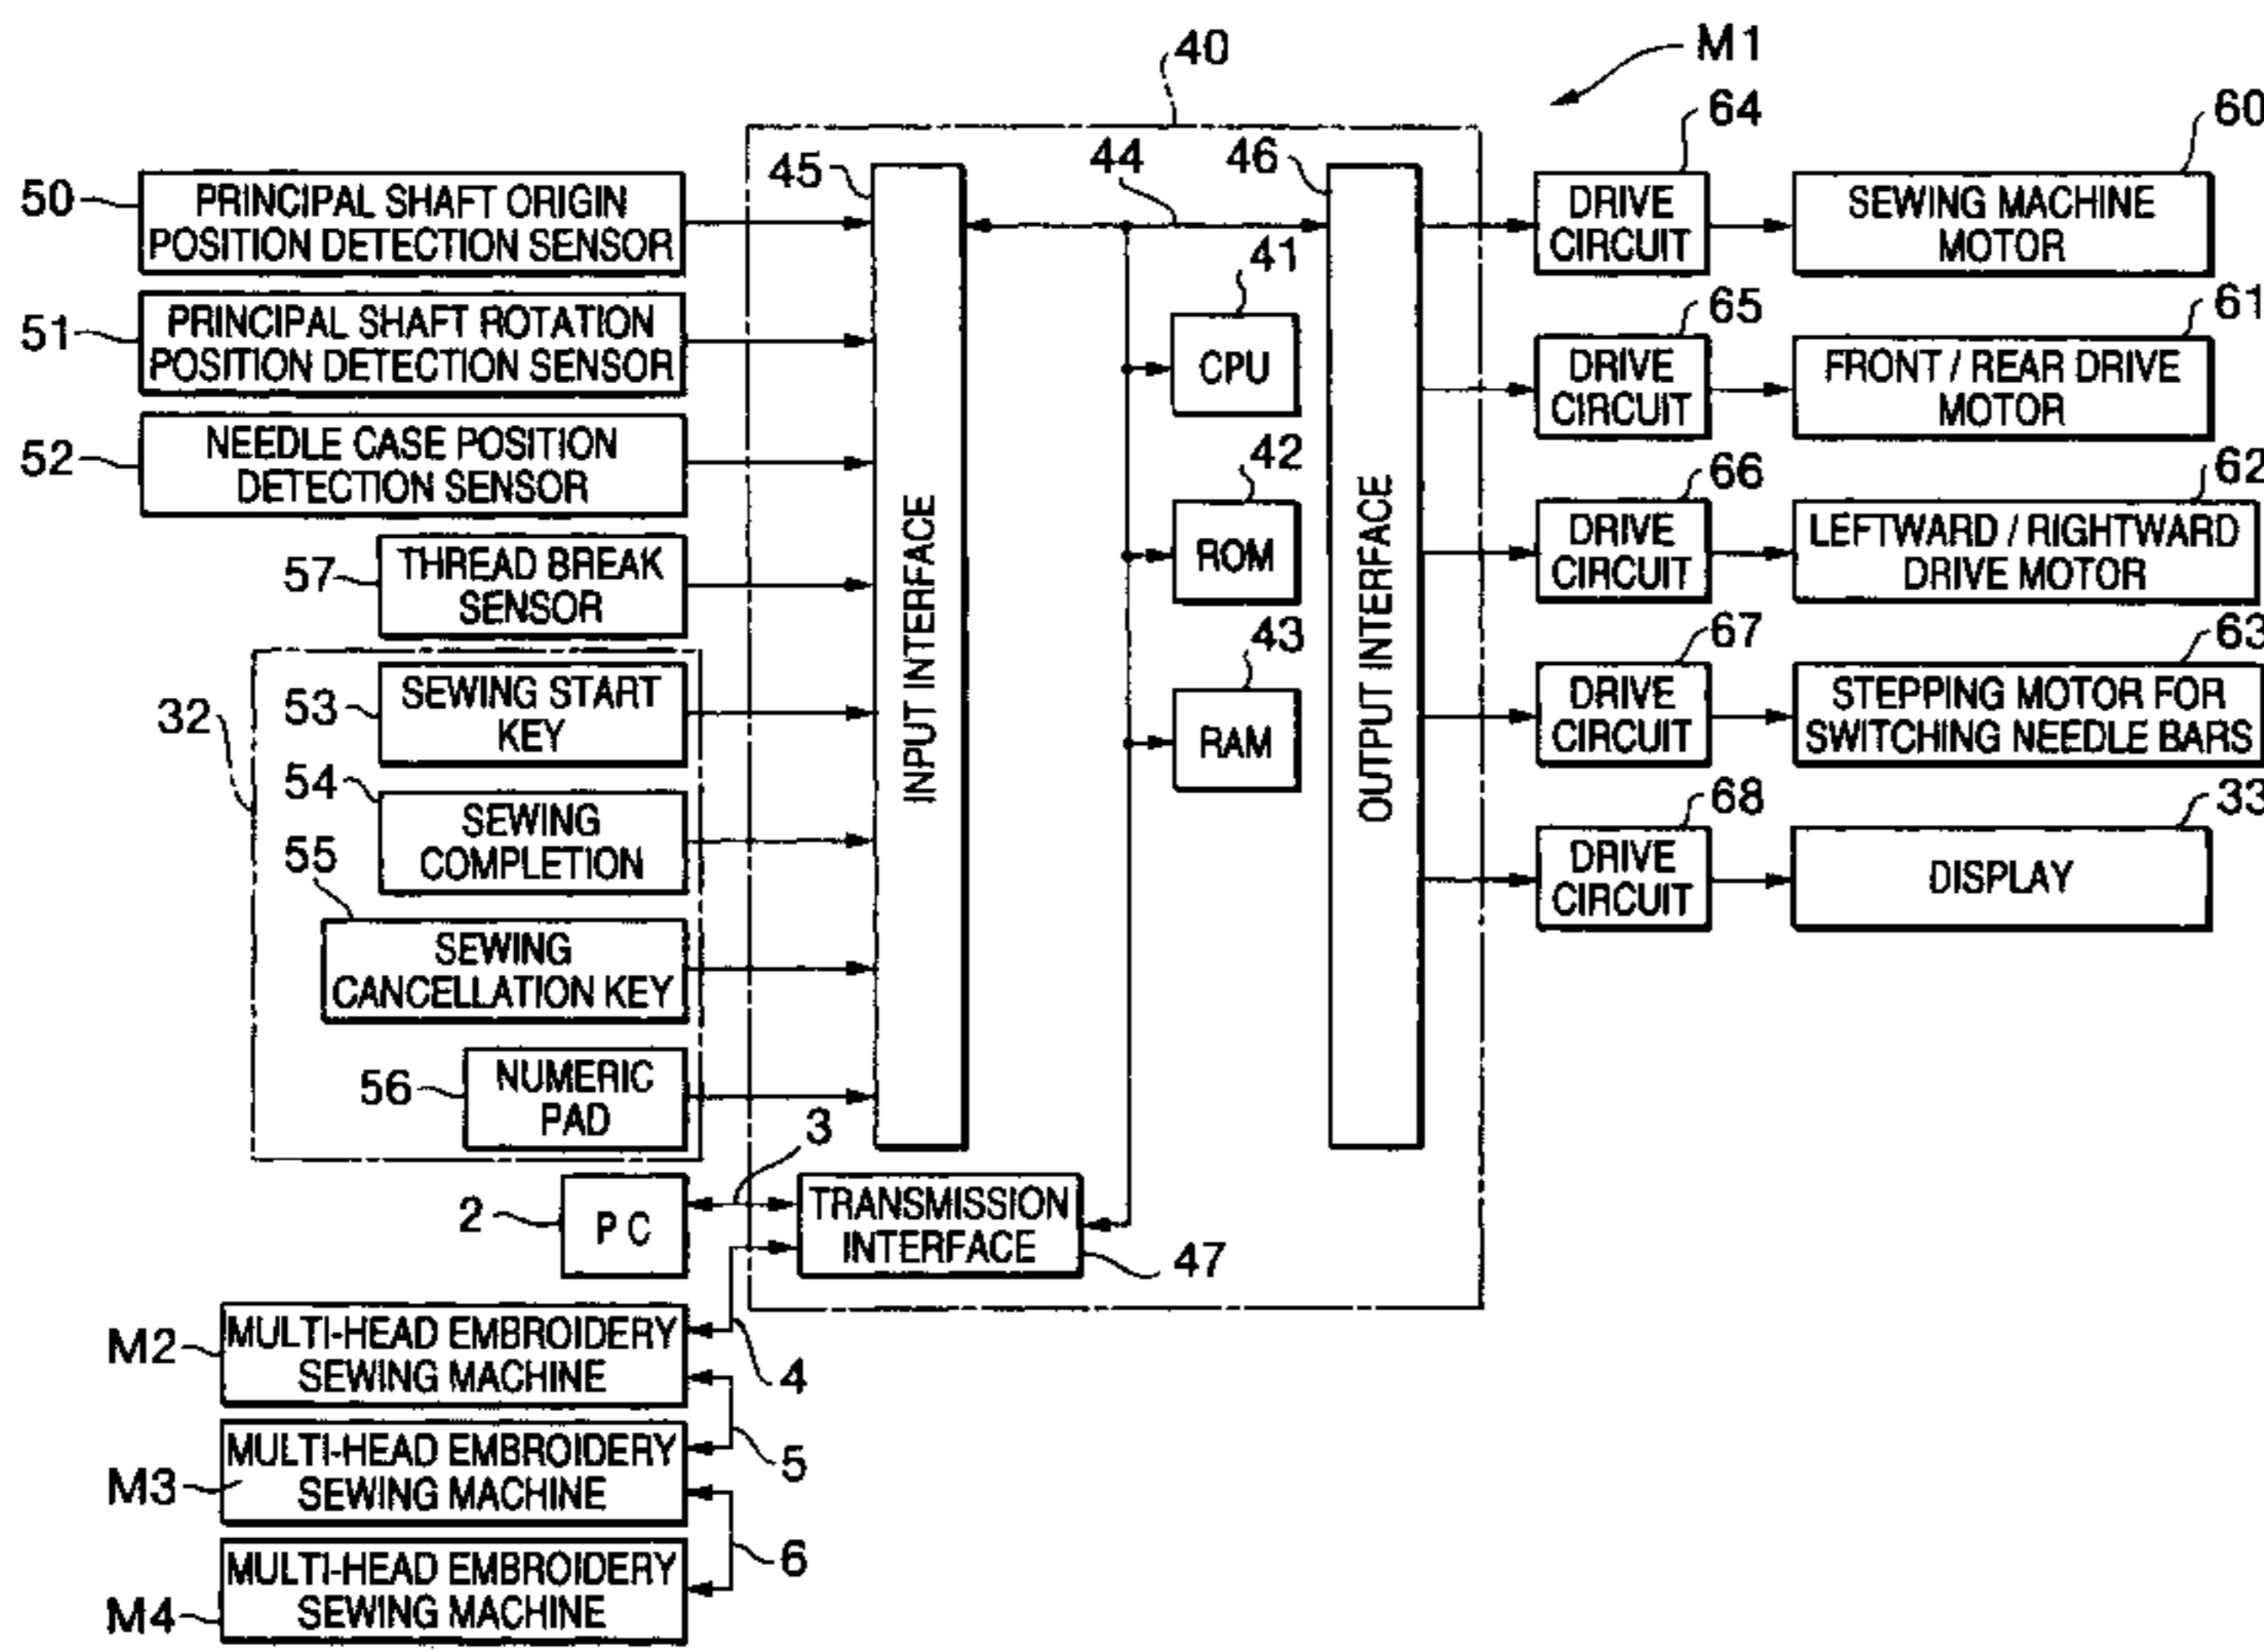 40
M1
64
60
45
44
46
50
PRINCIPAL SHAFT ORIGIN
POSITION DETECTION SENSOR
DRIVE
CIRCUIT
SEWING MACHINE
MOTOR
41
65
61
51
PRINCIPAL SHAFT ROTATION
POSITION DETECTION SENSOR
CPU
DRIVE
CIRCUIT
FRONT / REAR DRIVE
MOTOR
52
NEEDLE CASE POSITION
DETECTION SENSOR
42
66
62
57
THREAD BREAK
SENSOR
INPUT INTERFACE
ROM
OUTPUT INTERFACE
DRIVE
CIRCUIT
LEFTWARD / RIGHTWARD
DRIVE MOTOR
43
67
63
32
53
SEWING START
KEY
RAM
DRIVE
CIRCUIT
STEPPING MOTOR FOR
SWITCHING NEEDLE BARS
54
SEWING
COMPLETION
68
33
DRIVE
CIRCUIT
DISPLAY
55
SEWING
CANCELLATION KEY
56
NUMERIC
PAD
3
2
P C
TRANSMISSION
INTERFACE
47
M2
MULTI-HEAD EMBROIDERY
SEWING MACHINE
4
M3
MULTI-HEAD EMBROIDERY
SEWING MACHINE
5
6
M4
MULTI-HEAD EMBROIDERY
SEWING MACHINE